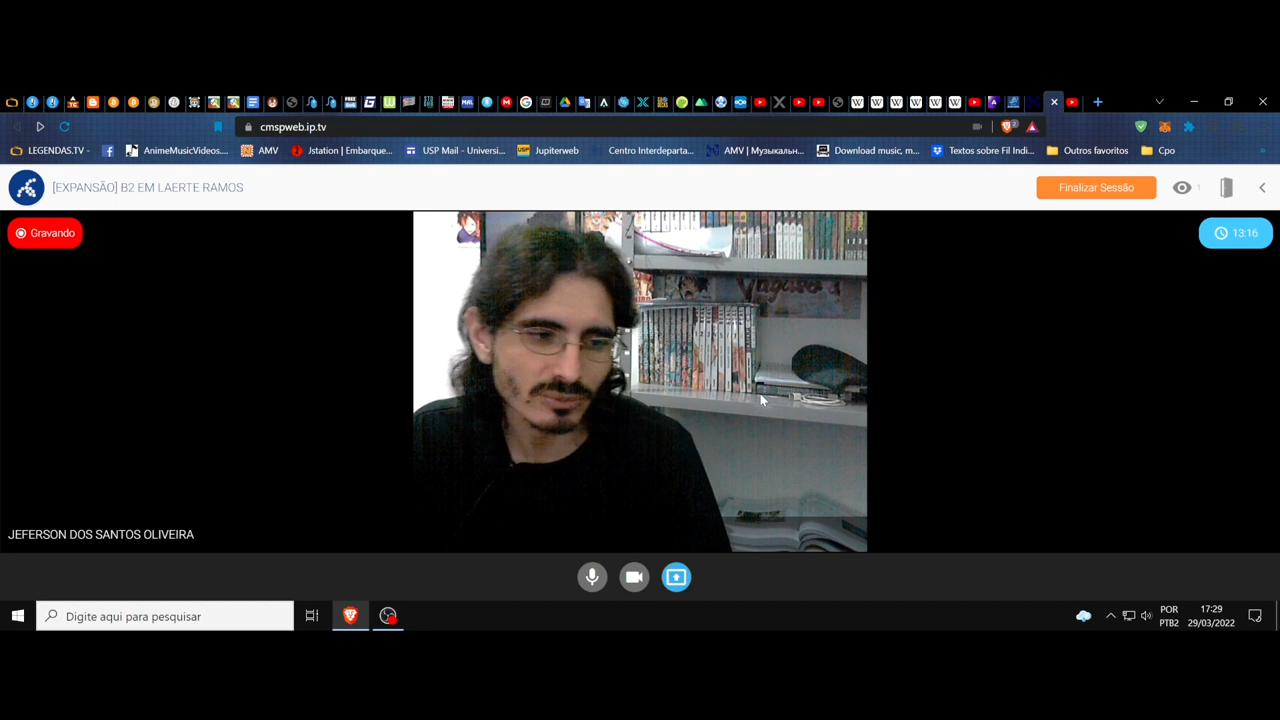 cmspweb.ip.tv
2
LEGENDAS.TV -
AnimeMusicVideos....
AMV
Jstation | Embarque...
USP Mail - Universi...
Jupiterweb
Centro Interdeparta...
AMV | Музыкальн...
Download music, m...
Textos sobre Fil Indi...
Outros favoritos
Cpo
[EXPANSÃO] B2 EM LAERTE RAMOS
Finalizar Sessão
1
Gravando
13:16
JEFERSON DOS SANTOS OLIVEIRA
Digite aqui para pesquisar
POR
PTB2
17:29
29/03/2022